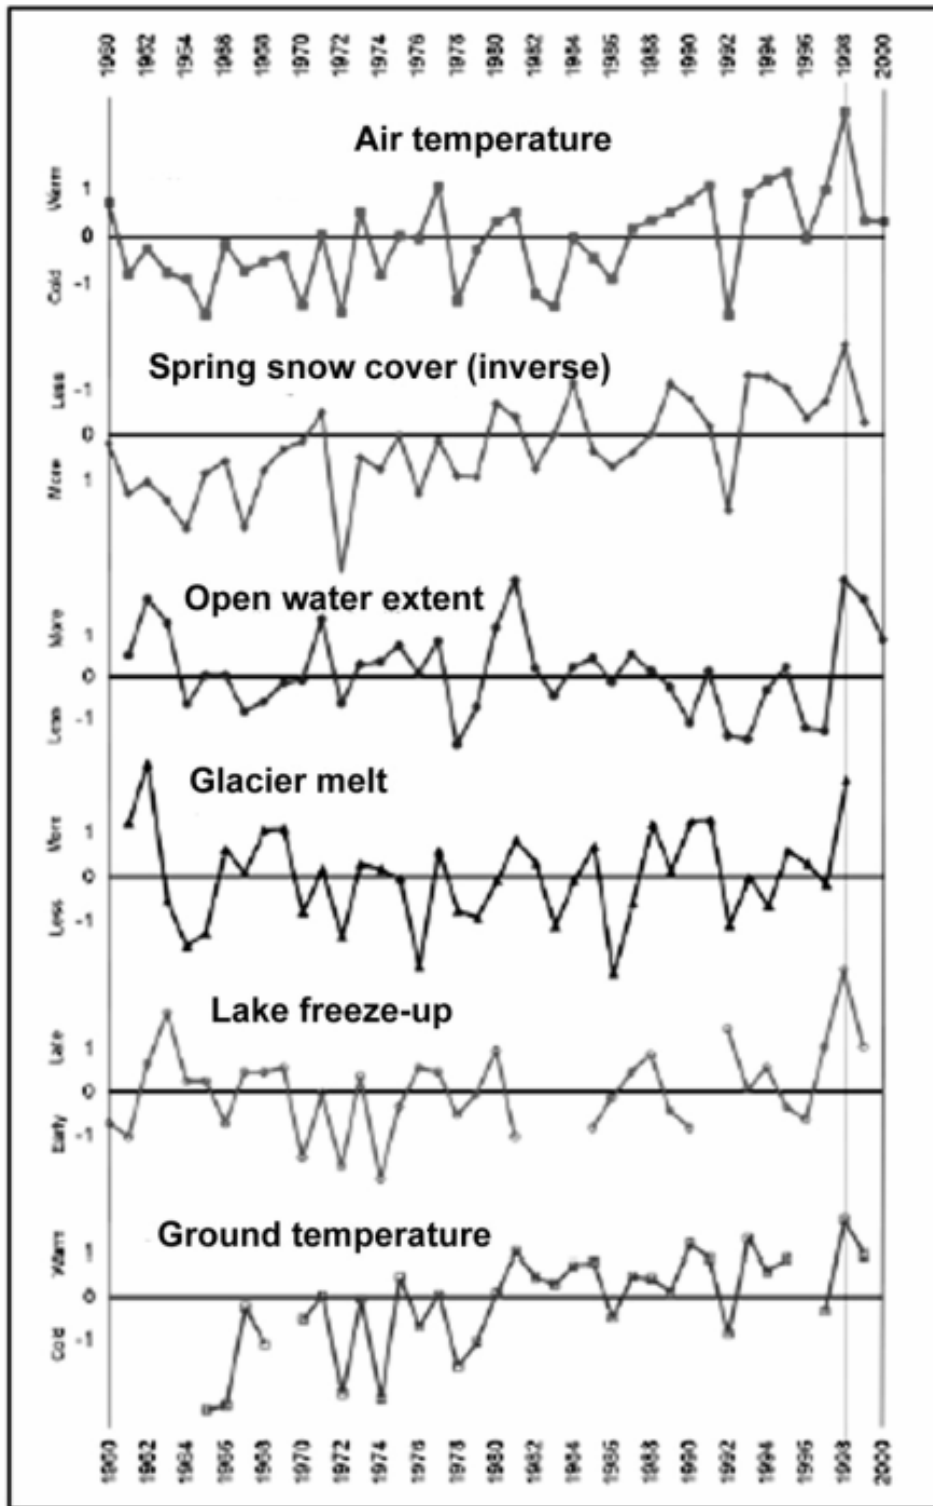 1960 1962 1964 1966 1968 1970 1972 1974 1976 1978 1980 1982 1984 1986 1988 1990 1992 1994 1996 1998 2000
Air temperature
Warm
1
0
-1
Cold
Spring snow cover (inverse)
Less
-1
0
1
More
Open water extent
More
1
0
-1
Less
Glacier melt
More
1
0
-1
Less
Lake freeze-up
Late
1
0
-1
Early
Ground temperature
Warm
1
0
-1
Cold
1960 1962 1964 1966 1968 1970 1972 1974 1976 1978 1980 1982 1984 1986 1988 1990 1992 1994 1996 1998 2000